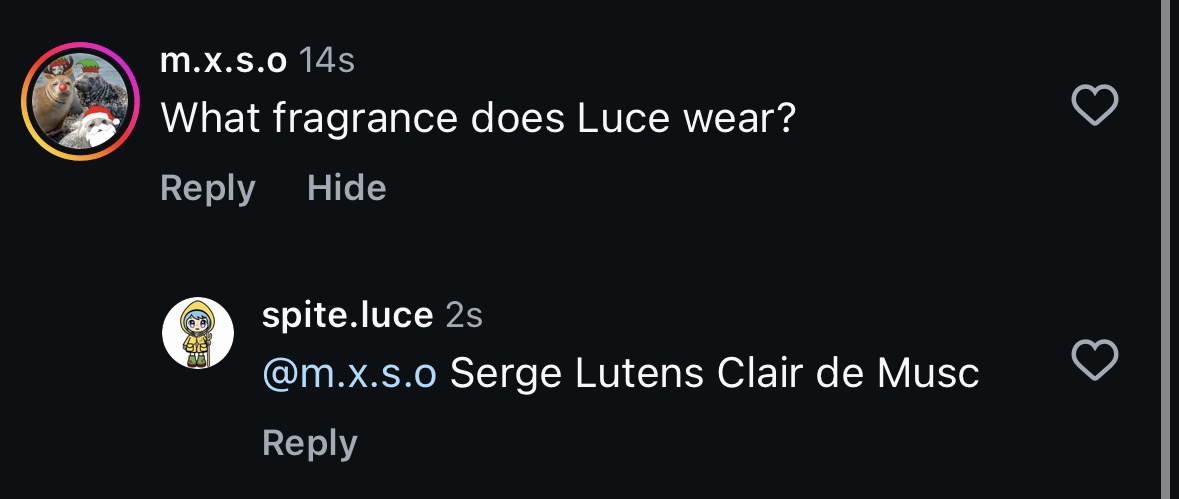 m.x.s.o 14s
What fragrance does Luce wear?
Reply Hide
spite.luce 2s
@m.x.s.o Serge Lutens Clair de Musc
Reply